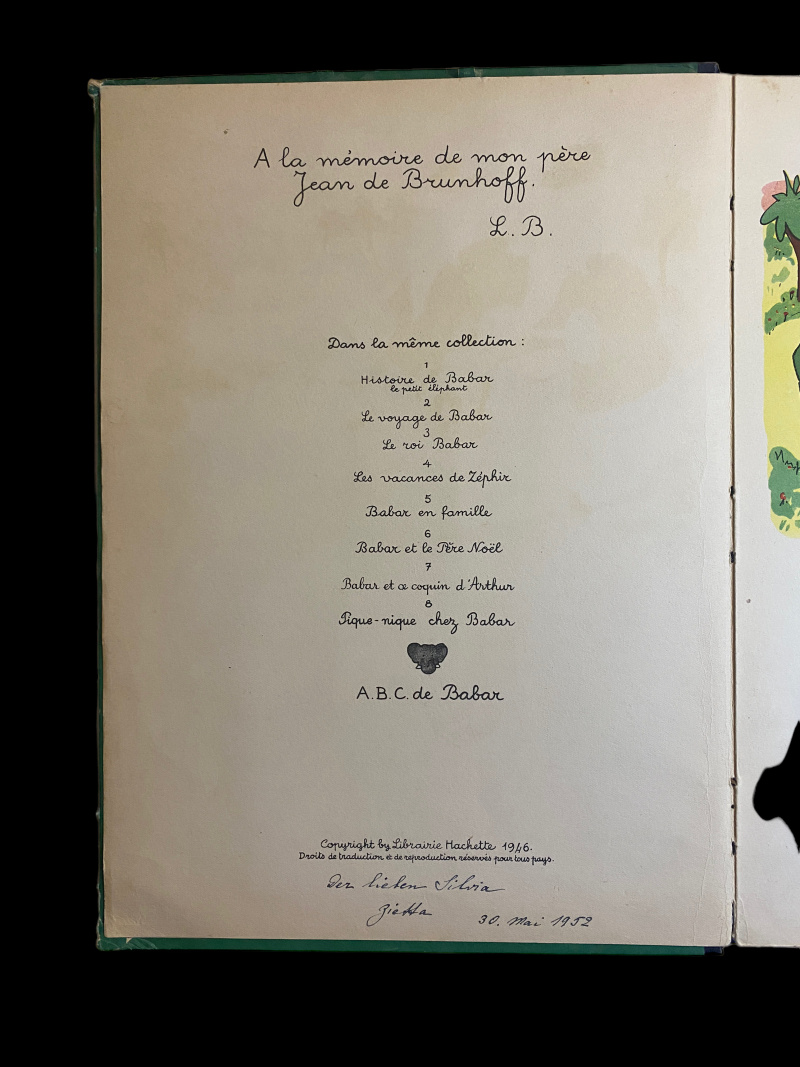 A la mémoire de mon père
Jean de Brunhoff.
L. B.
Dans la même collection :
1
Histoire de Babar
le petit éléphant
2
Le voyage de Babar
3
Le roi Babar
4
Les vacances de Zéphir
5
Babar en famille
6
Babar et le Père Noël
7
Babar et ce coquin d'Arthur
8
Pique-nique chez Babar
A.B.C. de Babar
Copyright by Librairie Hachette 1946.
Droits de traduction et de reproduction réservés pour tous pays.
Der lieben Silvia
30. Mai 1952